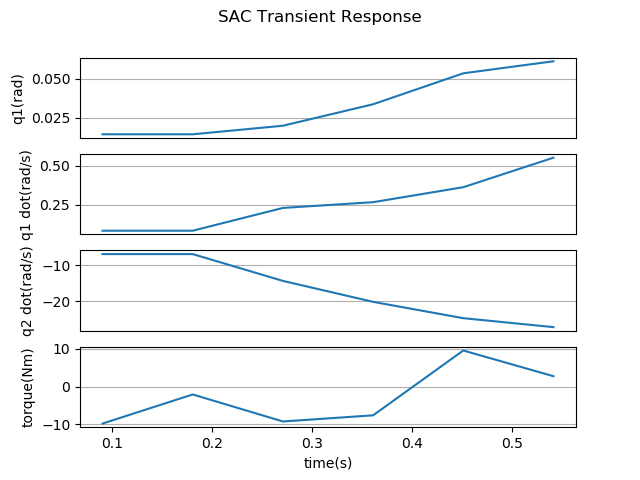 SAC Transient Response
q1(rad)
0.050
0.025
q1 dot(rad/s)
0.50
0.25
q2 dot(rad/s)
−10
−20
torque(Nm)
10
0
−10
0.1 0.2 0.3 0.4 0.5
time(s)